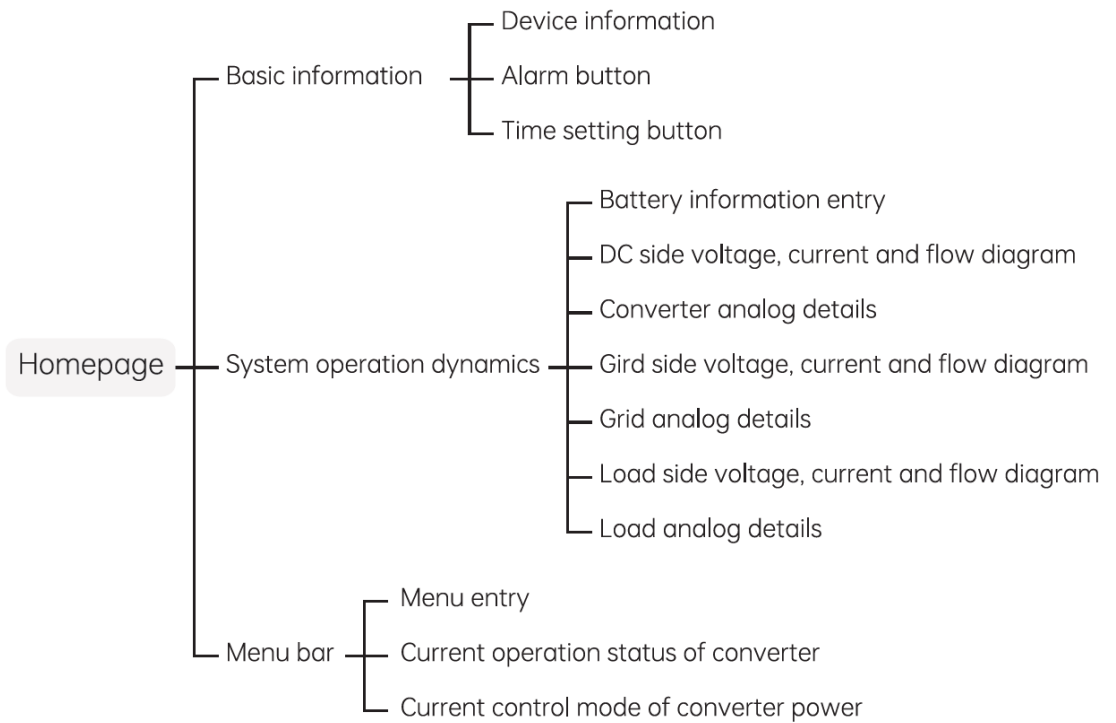 Homepage
Basic information
Device information
Alarm button
Time setting button
System operation dynamics
Battery information entry
DC side voltage, current and flow diagram
Converter analog details
Gird side voltage, current and flow diagram
Grid analog details
Load side voltage, current and flow diagram
Load analog details
Menu bar
Menu entry
Current operation status of converter
Current control mode of converter power